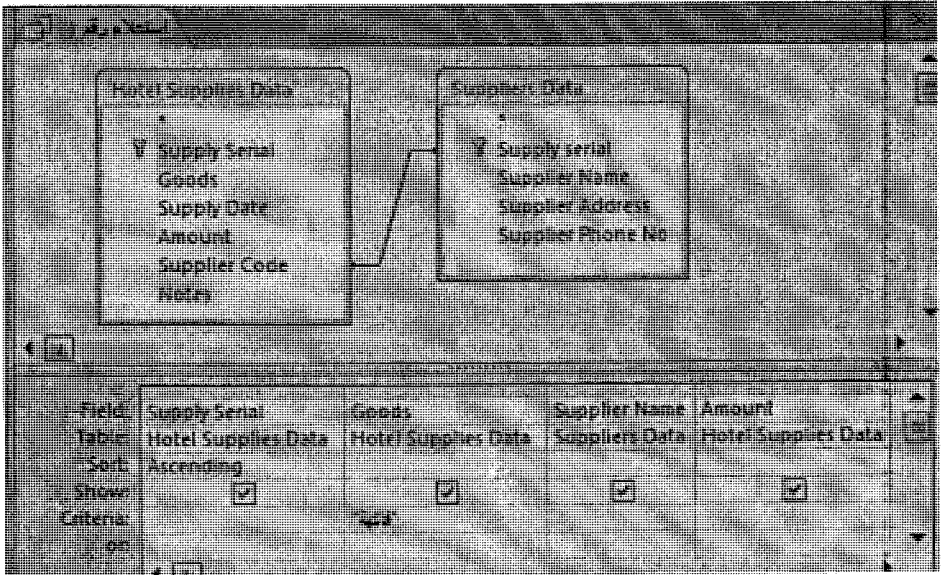 استعلام رقم
Hotel Supplies Data
*
Supply Serial
Goods
Supply Date
Amount
Supplier Code
Notes
Suppliers Data
*
Supply serial
Supplier Name
Supplier Address
Supplier Phone No
Field: Supply Serial Goods Supplier Name Amount
Table: Hotel Supplies Data Hotel Supplies Data Suppliers Data Hotel Supplies Data
Sort: Ascending
Show:
Criteria:
or: